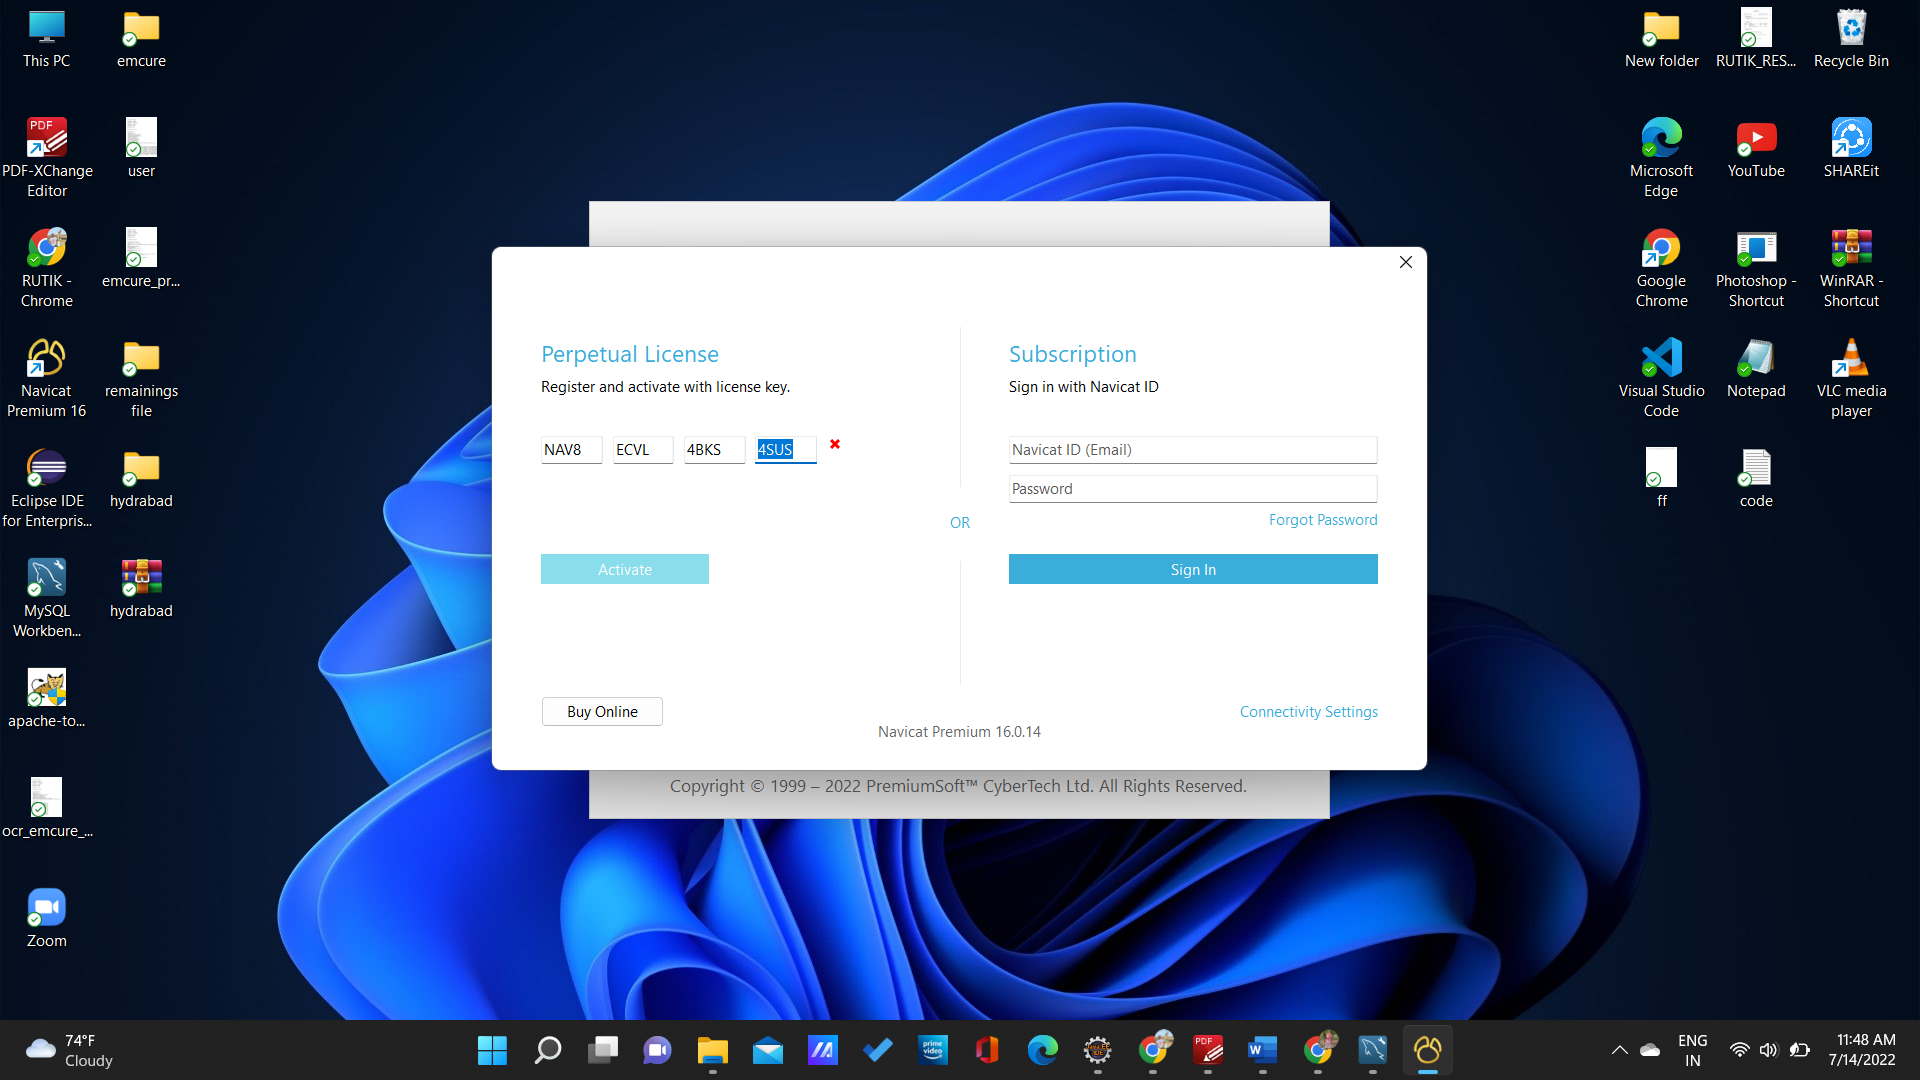 This PC
emcure
PDF-XChange
Editor
user
RUTIK -
Chrome
emcure_pr...
Navicat
Premium 16
remainings
file
Eclipse IDE
for Enterpris...
hydrabad
MySQL
Workben...
hydrabad
apache-to...
ocr_emcure_...
Zoom
New folder
RUTIK_RES...
Recycle Bin
Microsoft
Edge
YouTube
SHAREit
Google
Chrome
Photoshop -
Shortcut
WinRAR -
Shortcut
Visual Studio
Code
Notepad
VLC media
player
ff
code
PDF
Perpetual License
Register and activate with license key.
NAV8 ECVL 4BKS 4SUS
Activate
Buy Online
OR
Subscription
Sign in with Navicat ID
Navicat ID (Email)
Password
Forgot Password
Sign In
Connectivity Settings
Navicat Premium 16.0.14
Copyright © 1999 – 2022 PremiumSoft™ CyberTech Ltd. All Rights Reserved.
74°F
Cloudy
prime
video
PDF
W
ENG
IN
11:48 AM
7/14/2022